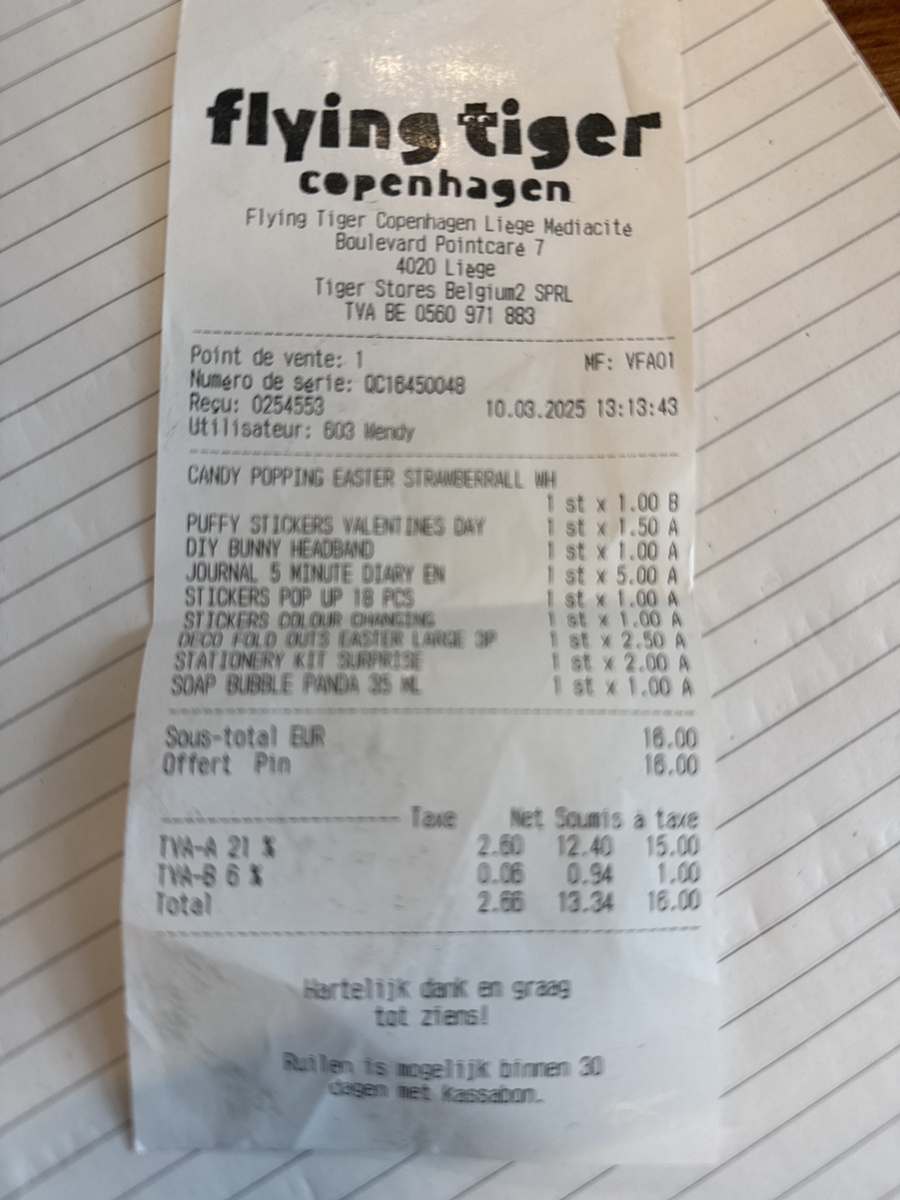 flying tiger
copenhagen
Flying Tiger Copenhagen Liège Médiacité
Boulevard Pointcaré 7
4020 Liège
Tiger Stores Belgium2 SPRL
TVA BE 0560 971 883
Point de vente: 1 MF: VFA01
Numéro de série: QC16450048
Reçu: 0254553 10.03.2025 13:13:43
Utilisateur: 603 Wendy
CANDY POPPING EASTER STRAWBERRALL WH
1 st x 1.00 B
PUFFY STICKERS VALENTINES DAY 1 st x 1.50 A
DIY BUNNY HEADBAND 1 st x 1.00 A
JOURNAL 5 MINUTE DIARY EN 1 st x 5.00 A
STICKERS POP UP 18 PCS 1 st x 1.00 A
STICKERS COLOUR CHANGING 1 st x 1.00 A
DECO FOLD OUTS EASTER LARGE 3P 1 st x 2.50 A
STATIONERY KIT SURPRISE 1 st x 2.00 A
SOAP BUBBLE PANDA 35 ML 1 st x 1.00 A
Sous-total EUR 16.00
Offert Pin 16.00
Taxe Net Soumis à taxe
TVA-A 21 % 2.60 12.40 15.00
TVA-B 6 % 0.06 0.94 1.00
Total 2.66 13.34 16.00
Hartelijk dank en graag
tot ziens!
Ruilen is mogelijk binnen 30
dagen met kassabon.